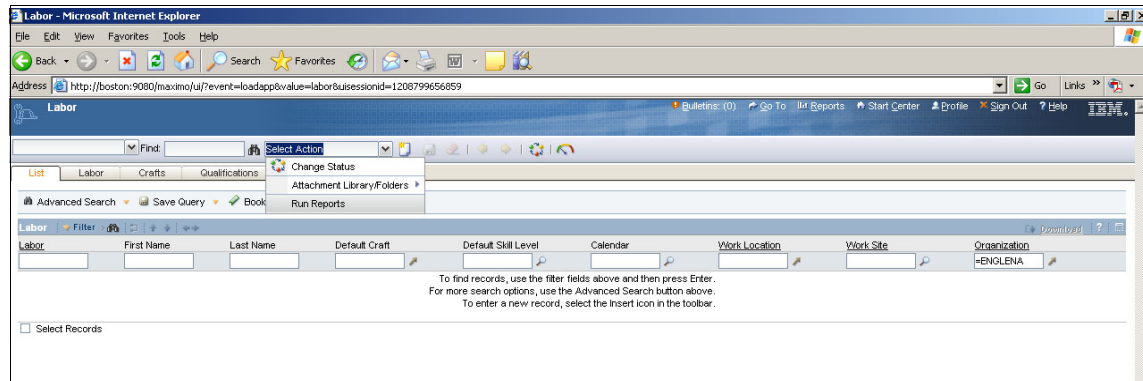 Labor - Microsoft Internet Explorer
File Edit View Favorites Tools Help
Back Search Favorites
Address http://boston:9080/maximo/ui/?event=loadapp&value=labor&uisessionid=1208799656859 Go Links »
Labor Bulletins: (0) Go To Reports Start Center Profile Sign Out Help IBM.
Find: Select Action
List Labor Crafts Qualifications Change Status
Attachment Library/Folders
Advanced Search Save Query Book Run Reports
Labor Filter Download ?
Labor First Name Last Name Default Craft Default Skill Level Calendar Work Location Work Site Organization
=ENGLENA
To find records, use the filter fields above and then press Enter.
For more search options, use the Advanced Search button above.
To enter a new record, select the Insert icon in the toolbar.
Select Records